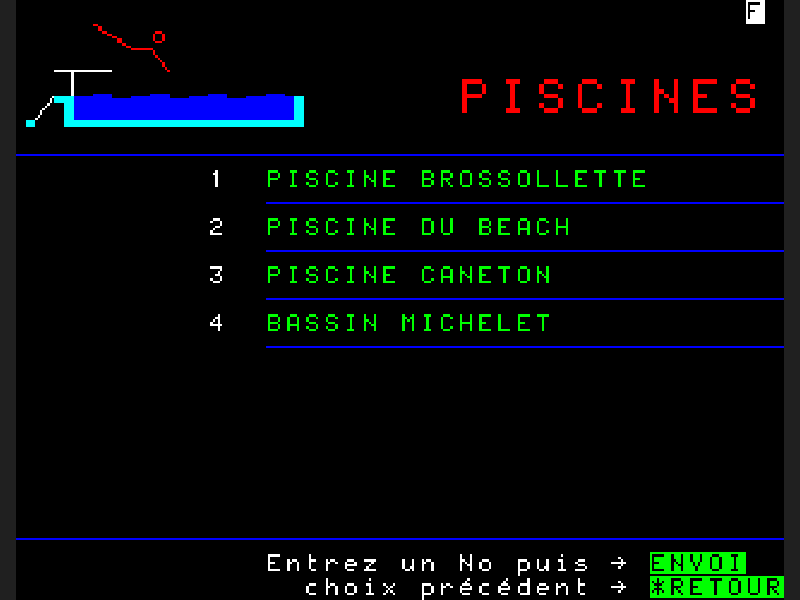 F
PISCINES
1 PISCINE BROSSOLLETTE
2 PISCINE DU BEACH
3 PISCINE CANETON
4 BASSIN MICHELET
Entrez un No puis → ENVOI
choix précédent → *RETOUR